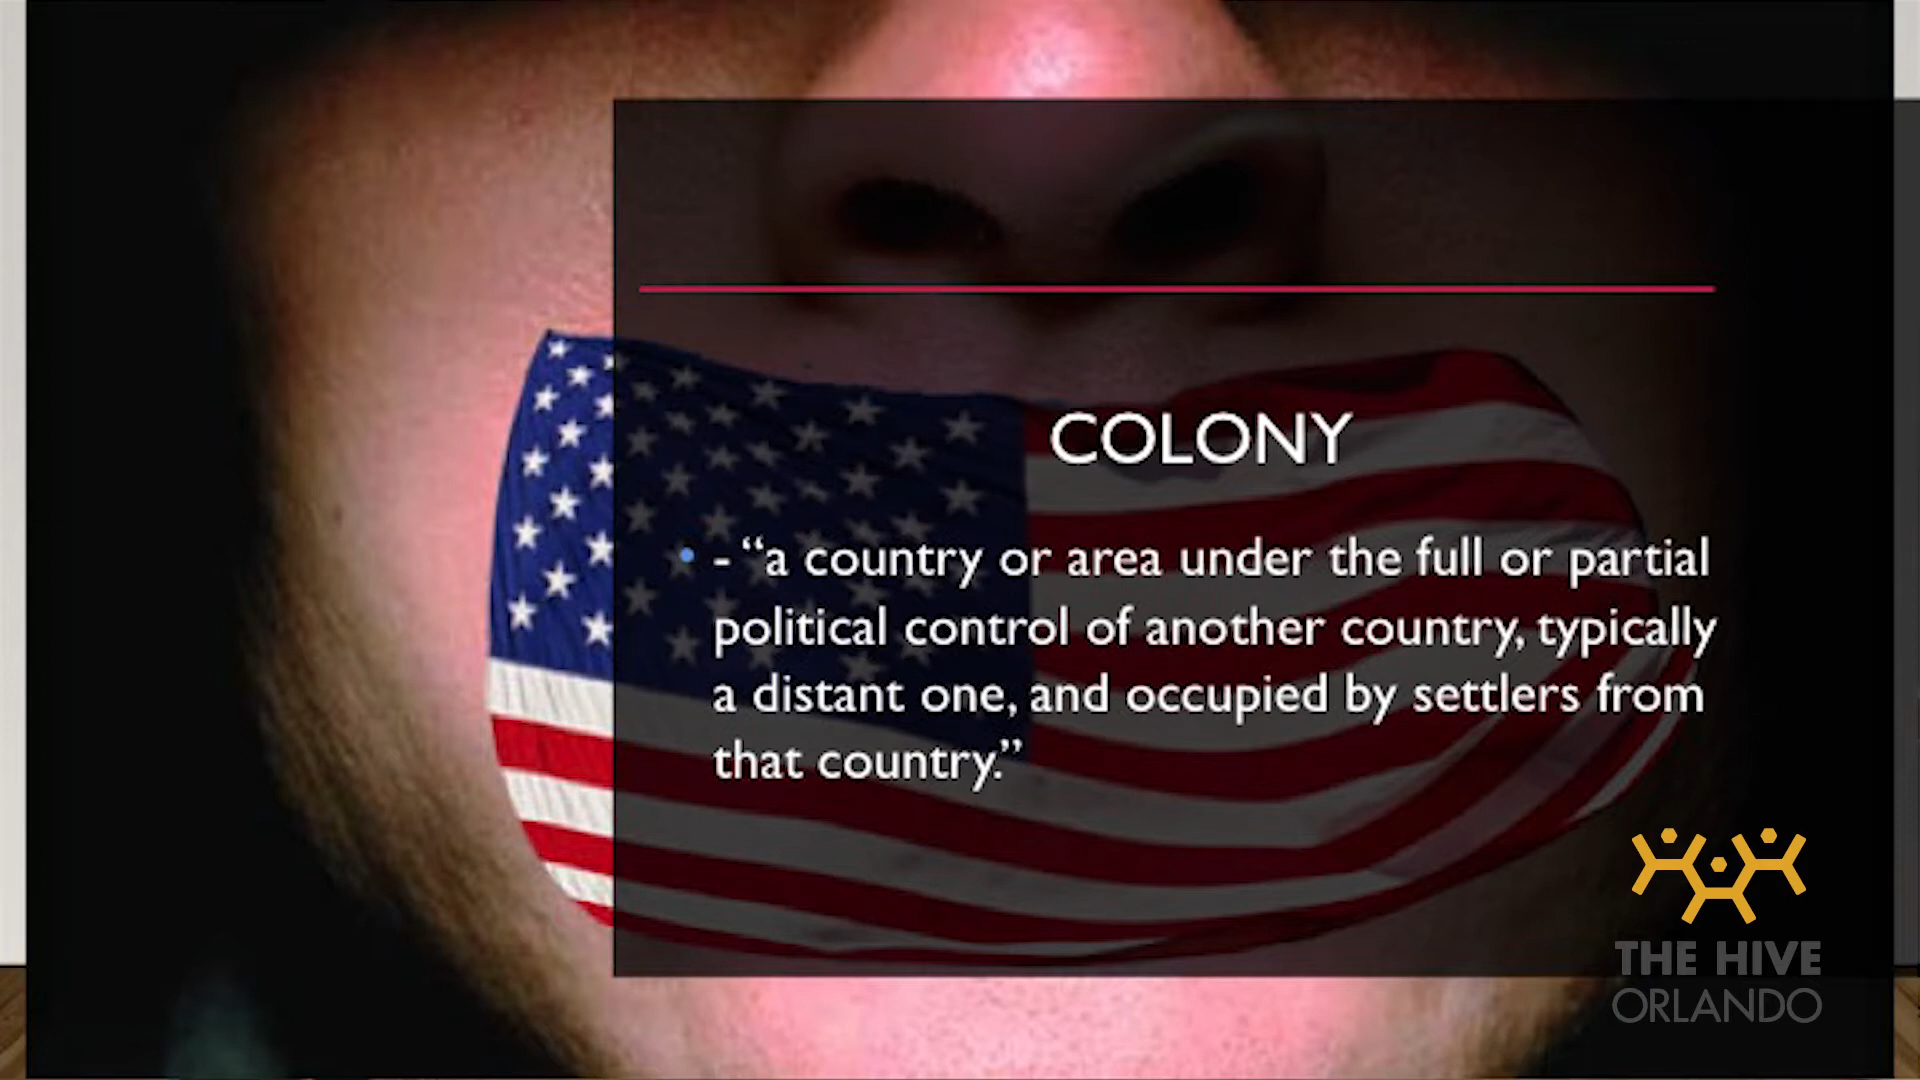 COLONY
- “a country or area under the full or partial
political control of another country, typically
a distant one, and occupied by settlers from
that country.”
THE HIVE
ORLANDO